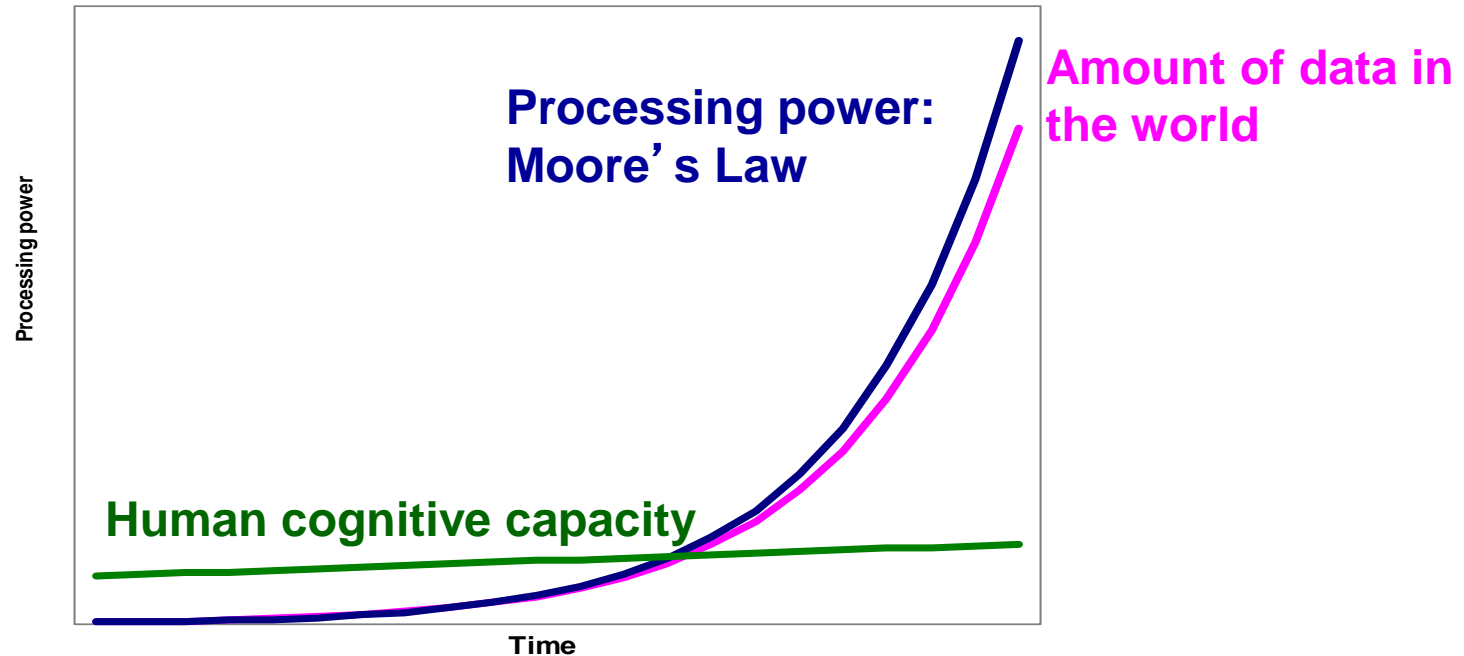 Amount of data in
the world
Processing power:
Moore’s Law
Processing power
Human cognitive capacity
Time